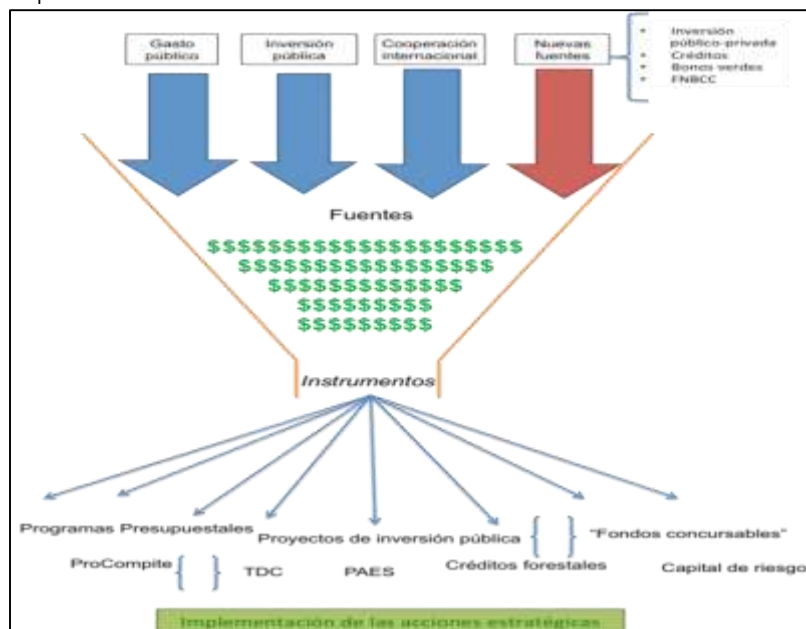 Gasto
público
Inversión
pública
Cooperación
internacional
Nuevas
fuentes
• Inversión
público-privada
• Créditos
• Bonos verdes
• FNBCC
Fuentes
$$$$$$$$$$$$$$$$$$$$$
$$$$$$$$$$$$$$$$$
$$$$$$$$$$$$$
$$$$$$$$$
$$$$$$$$$
Instrumentos
Programas Presupuestales
Proyectos de inversión pública { }
"Fondos concursables"
ProCompite { }
TDC
PAES
Créditos forestales
Capital de riesgo
Implementación de las acciones estratégicas